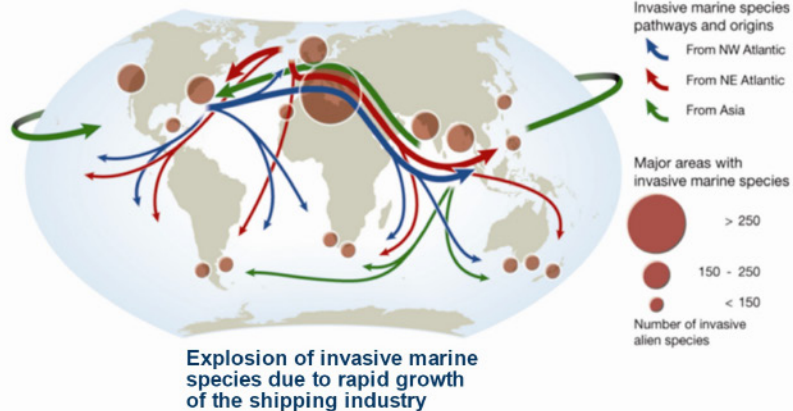 Invasive marine species
pathways and origins
From NW Atlantic
From NE Atlantic
From Asia
Major areas with
invasive marine species
> 250
150 - 250
< 150
Number of invasive
alien species
Explosion of invasive marine
species due to rapid growth
of the shipping industry